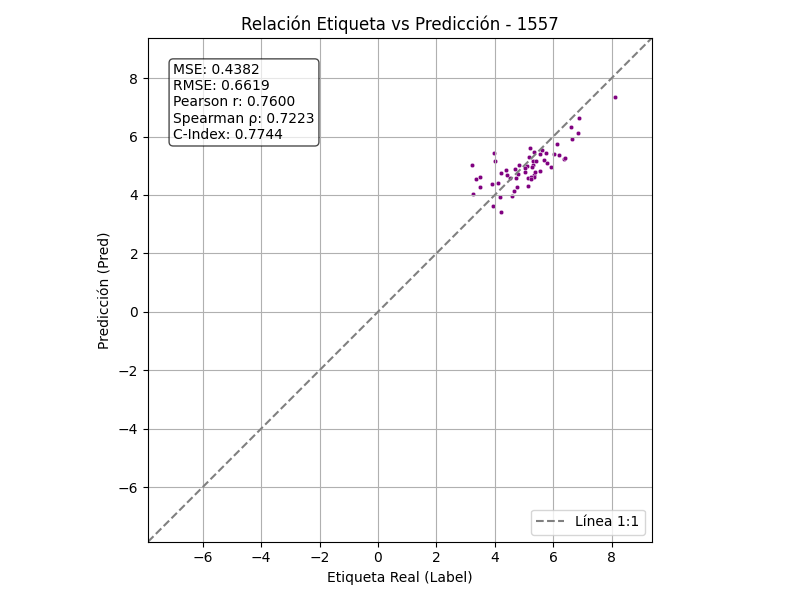 Relación Etiqueta vs Predicción - 1557
MSE: 0.4382
RMSE: 0.6619
Pearson r: 0.7600
Spearman ρ: 0.7223
C-Index: 0.7744
8
6
4
2
0
−2
−4
−6
Predicción (Pred)
Línea 1:1
−6 −4 −2 0 2 4 6 8
Etiqueta Real (Label)